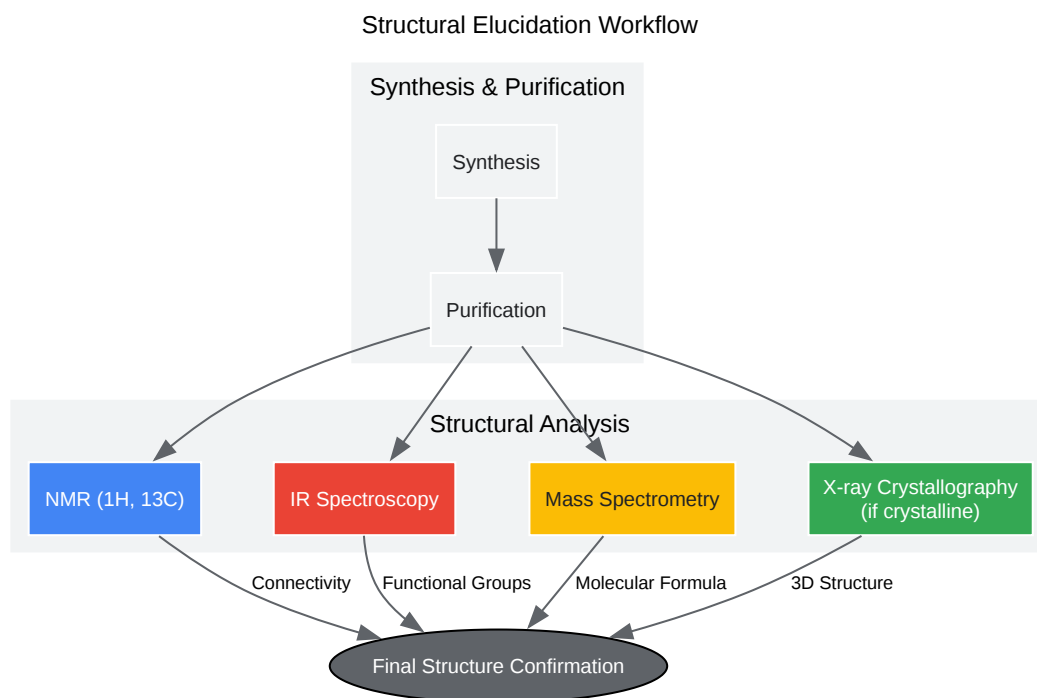 Structural Elucidation Workflow
Synthesis & Purification
Synthesis
Purification
Structural Analysis
NMR (1H, 13C)
IR Spectroscopy
Mass Spectrometry
X-ray Crystallography
(if crystalline)
Connectivity
Functional Groups
Molecular Formula
3D Structure
Final Structure Confirmation